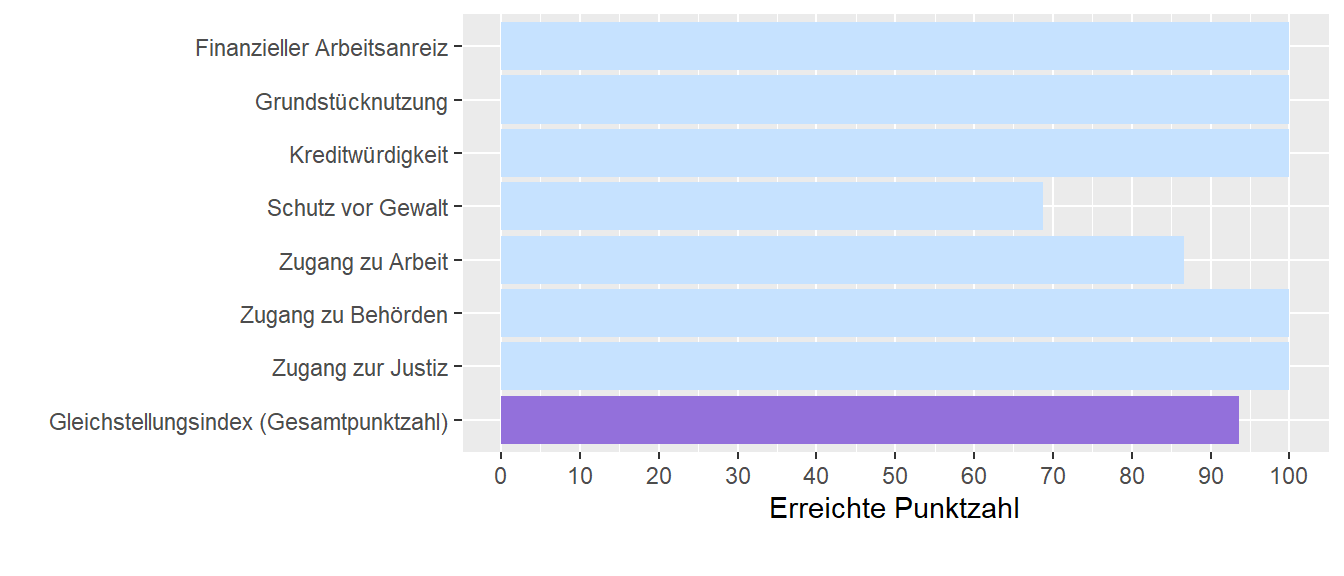 Finanzieller Arbeitsanreiz
Grundstücknutzung
Kreditwürdigkeit
Schutz vor Gewalt
Zugang zu Arbeit
Zugang zu Behörden
Zugang zur Justiz
Gleichstellungsindex (Gesamtpunktzahl)
0 10 20 30 40 50 60 70 80 90 100
Erreichte Punktzahl